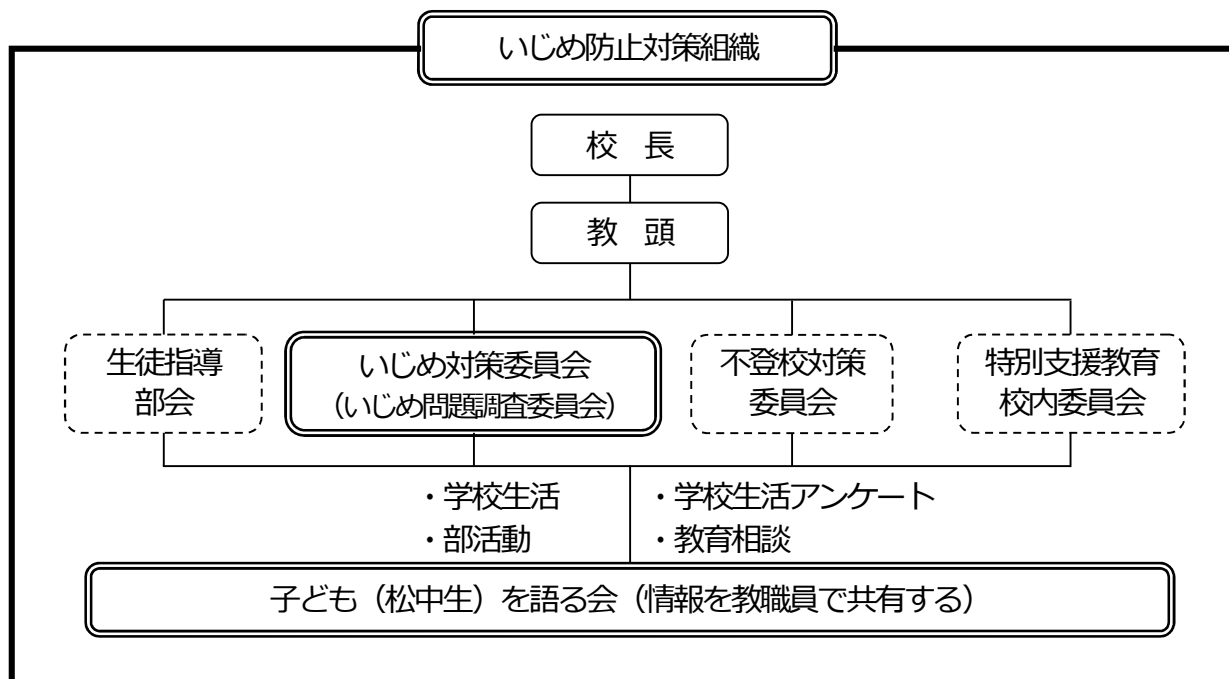 いじめ防止対策組織
校　長
教　頭
生徒指導
部会
いじめ対策委員会
（いじめ問題調査委員会）
不登校対策
委員会
特別支援教育
校内委員会
・学校生活
・部活動
・学校生活アンケート
・教育相談
子ども（松中生）を語る会（情報を教職員で共有する）